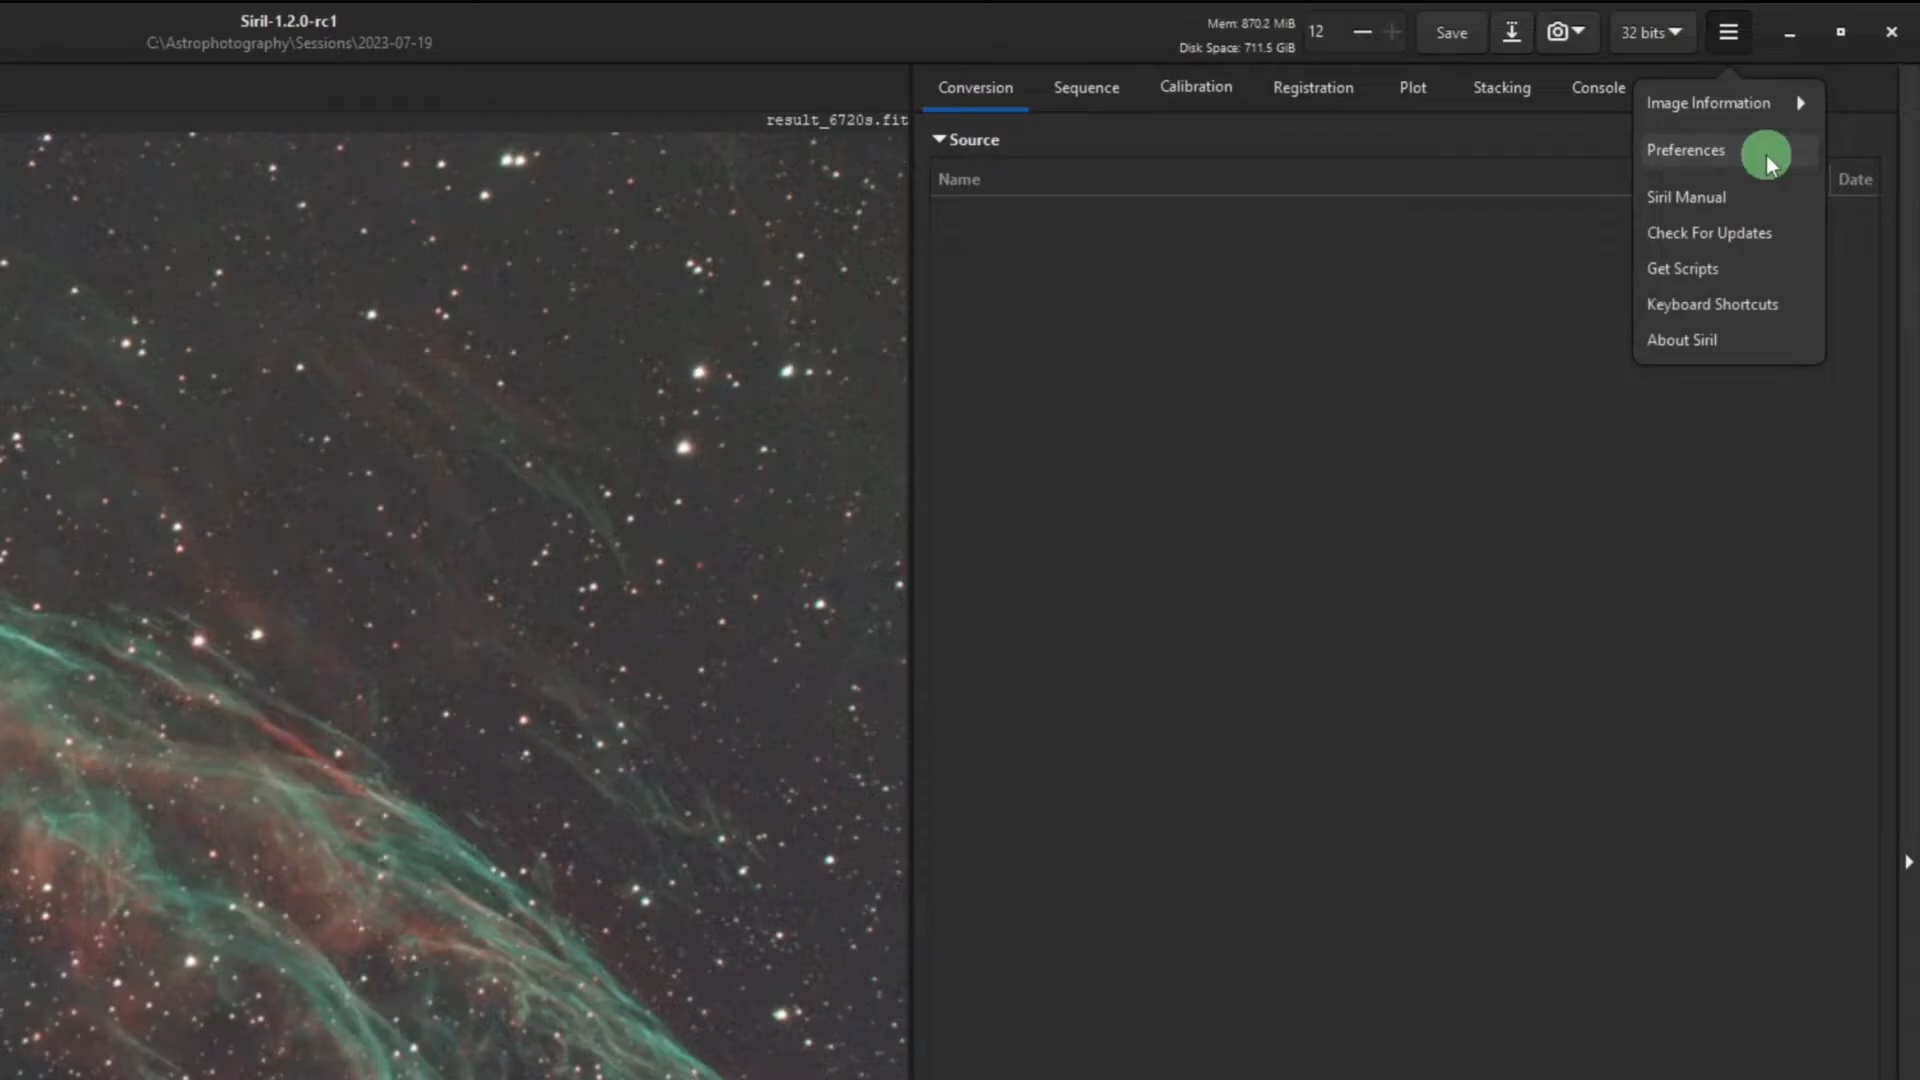 Siril-1.2.0-rc1
C:\Astrophotography\Sessions\2023-07-19
Mem: 870.2 MiB
Disk Space: 711.5 GiB
12
Save
32 bits
Conversion Sequence Calibration Registration Plot Stacking Console
Image Information
Preferences
Siril Manual
Check For Updates
Get Scripts
Keyboard Shortcuts
About Siril
result_6720s.fit
Source
Name Date